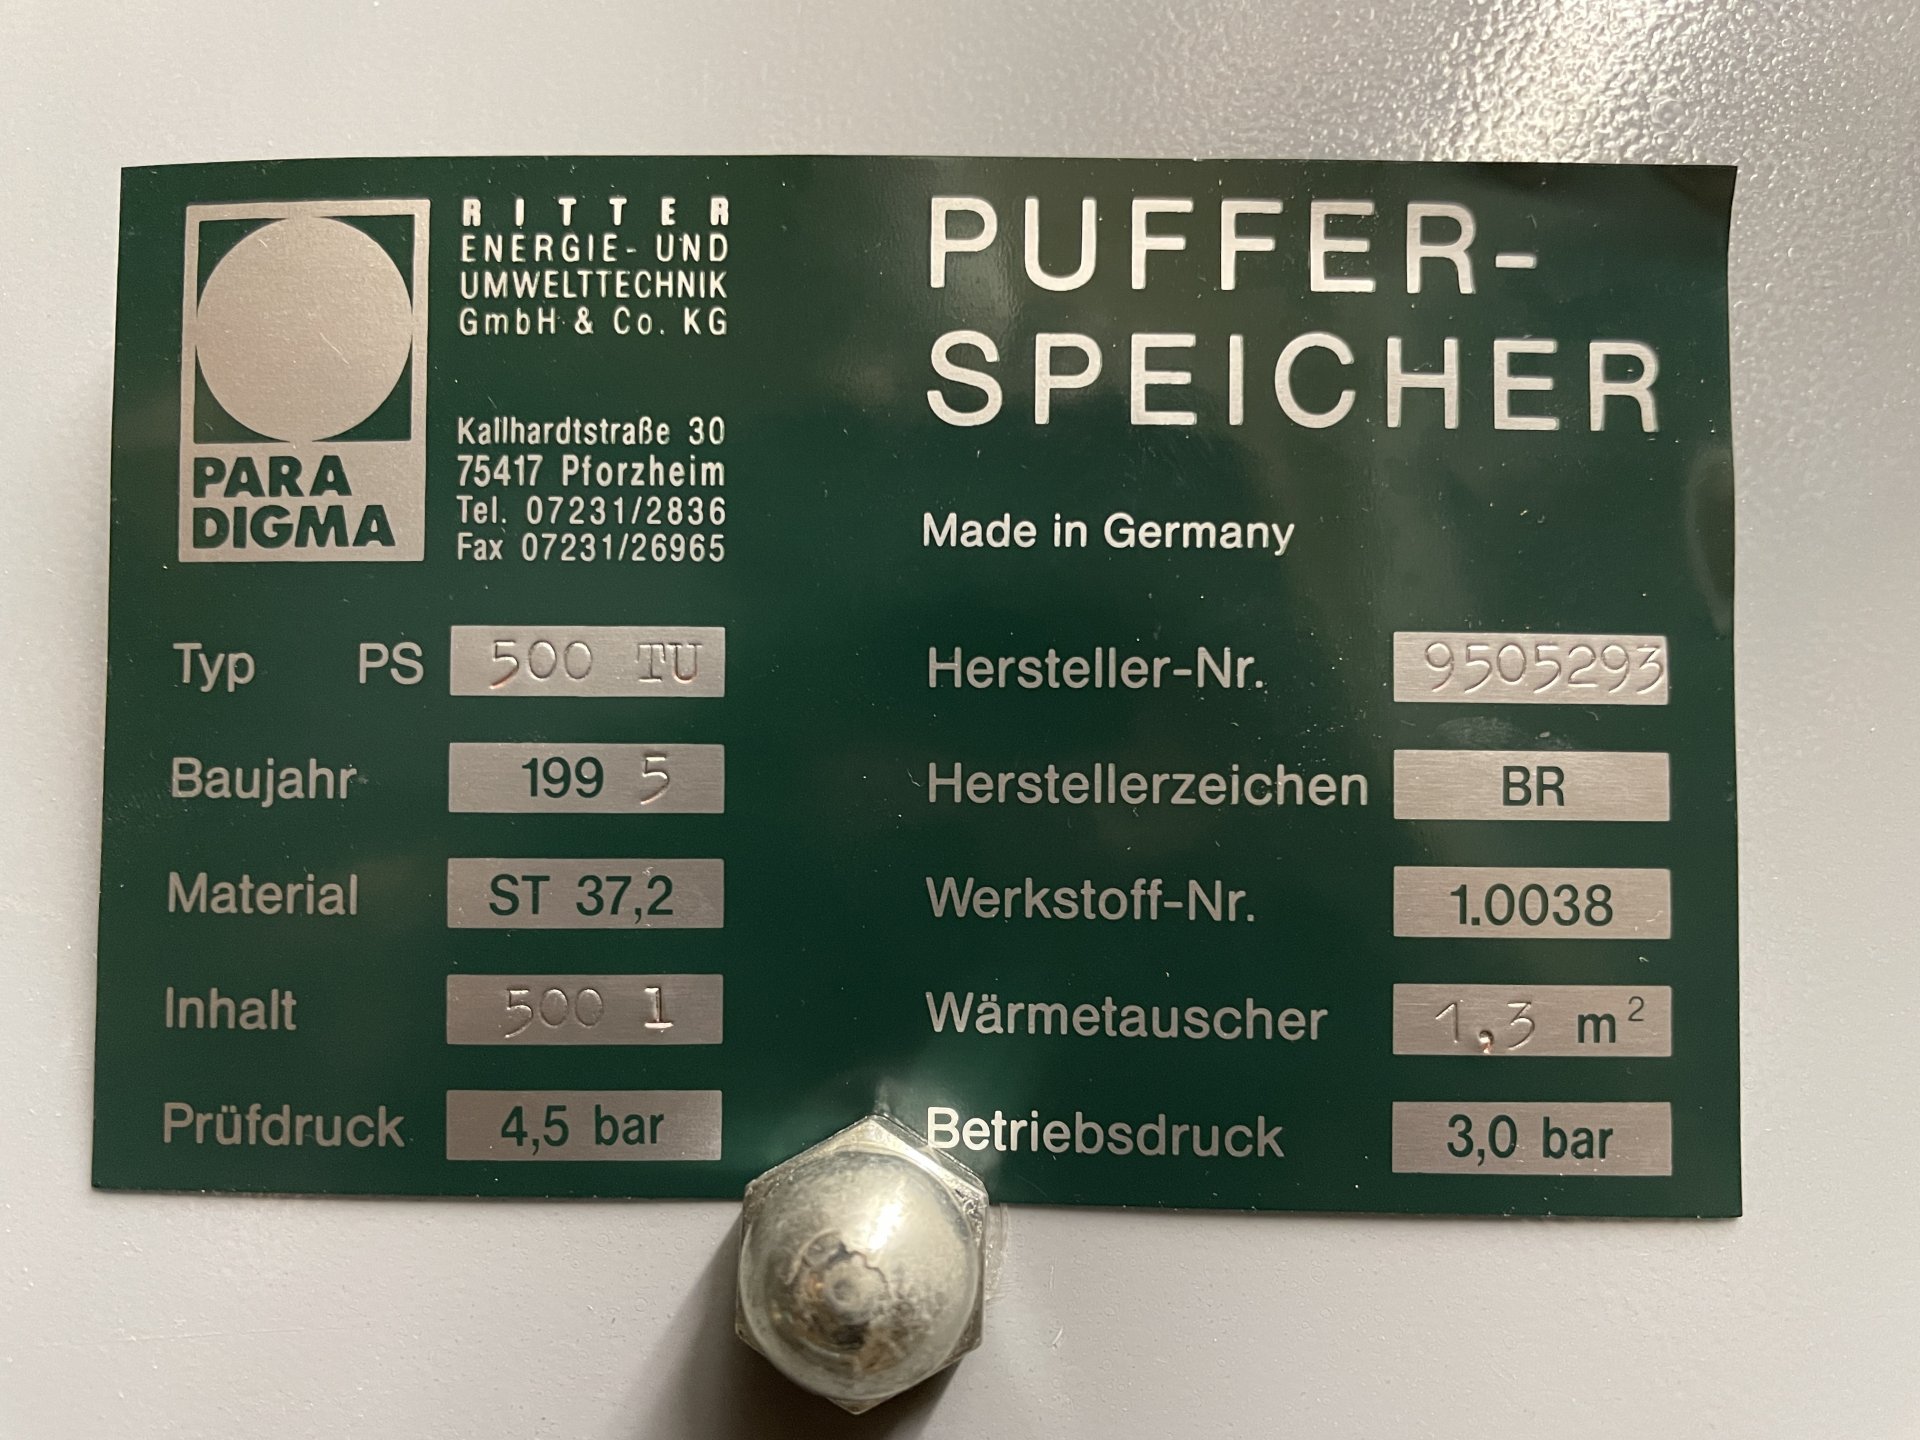 RITTER
ENERGIE- UND
UMWELTTECHNIK
GmbH & Co. KG
PARA
DIGMA
Kallhardtstraße 30
75417 Pforzheim
Tel. 07231/2836
Fax 07231/26965
PUFFER-
SPEICHER
Made in Germany
Typ PS 500 TU
Baujahr 1995
Material ST 37,2
Inhalt 500 l
Prüfdruck 4,5 bar
Hersteller-Nr. 9505293
Herstellerzeichen BR
Werkstoff-Nr. 1.0038
Wärmetauscher 1,3 m²
Betriebsdruck 3,0 bar